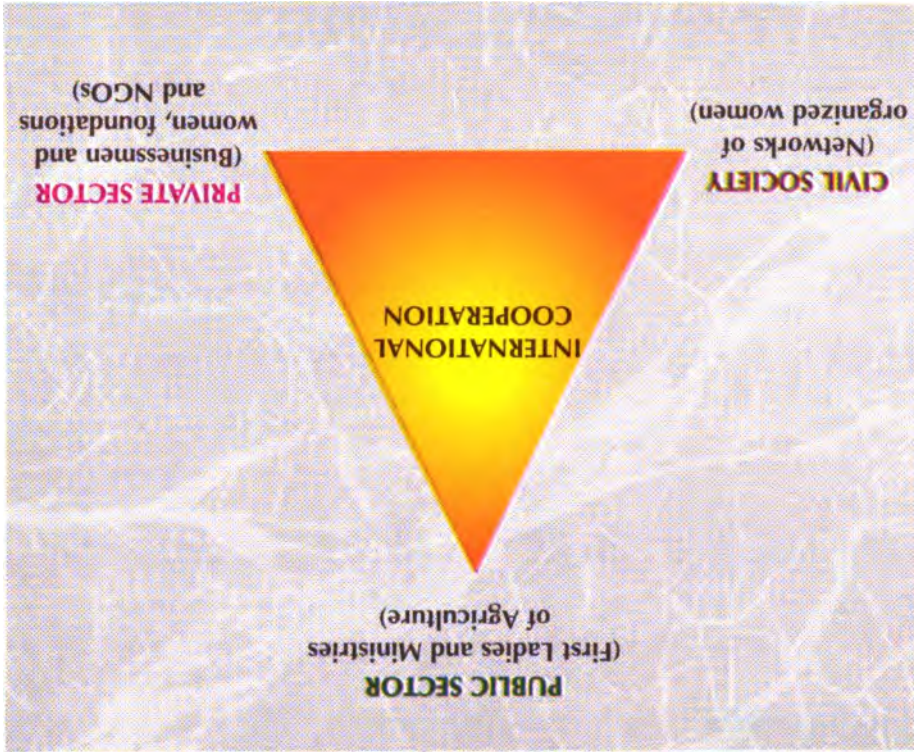 PUBLIC SECTOR
(First Ladies and Ministries
of Agriculture)
INTERNATIONAL
COOPERATION
CIVIL SOCIETY
(Networks of
organized women)
PRIVATE SECTOR
(Businessmen and
women, foundations
and NGOs)